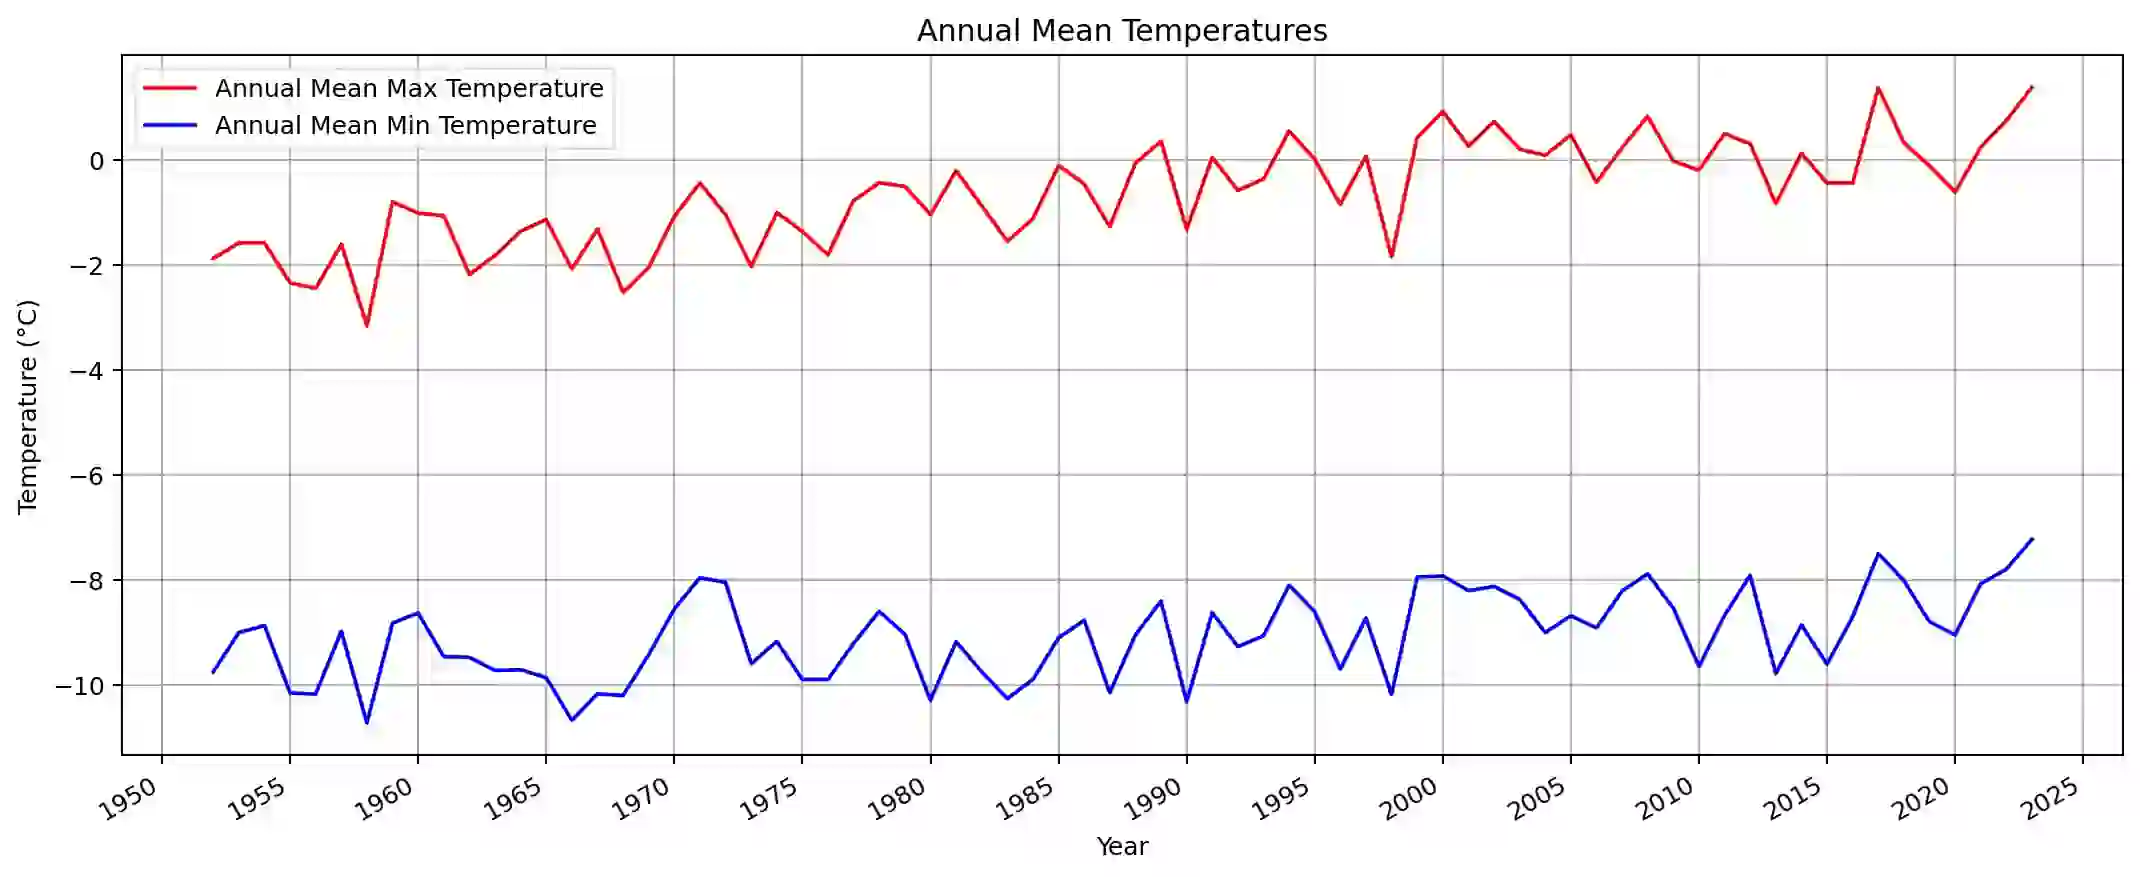 Annual Mean Temperatures
Annual Mean Max Temperature
Annual Mean Min Temperature
Temperature (°C)
0
−2
−4
−6
−8
−10
1950 1955 1960 1965 1970 1975 1980 1985 1990 1995 2000 2005 2010 2015 2020 2025
Year